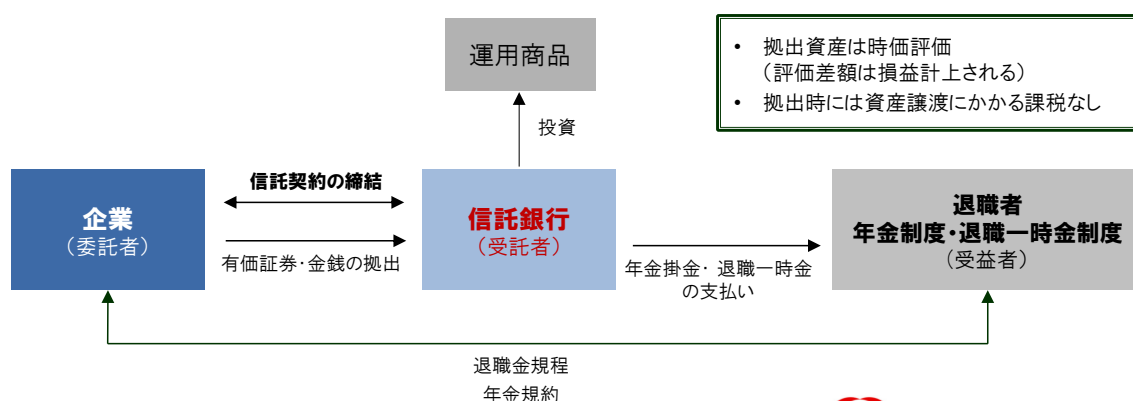 運用商品
• 拠出資産は時価評価
（評価差額は損益計上される）
• 拠出時には資産譲渡にかかる課税なし
投資
企業
（委託者）
信託契約の締結
有価証券・金銭の拠出
信託銀行
（受託者）
年金掛金・ 退職一時金
の支払い
退職者
年金制度・退職一時金制度
（受益者）
退職金規程
年金規約